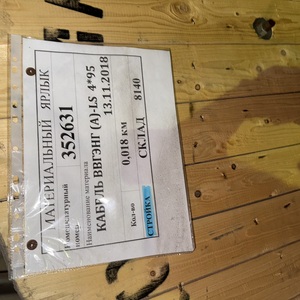 МАТЕРИАЛЬНЫЙ ЯРЛЫК
Номенклатурный
номер
352631
Наименование материала
КАБЕЛЬ ВВГЭНГ (А)-LS 4*95
13.11.2018
Кол-во
0,018 км
СКЛАД 8140
СТРОЙКА